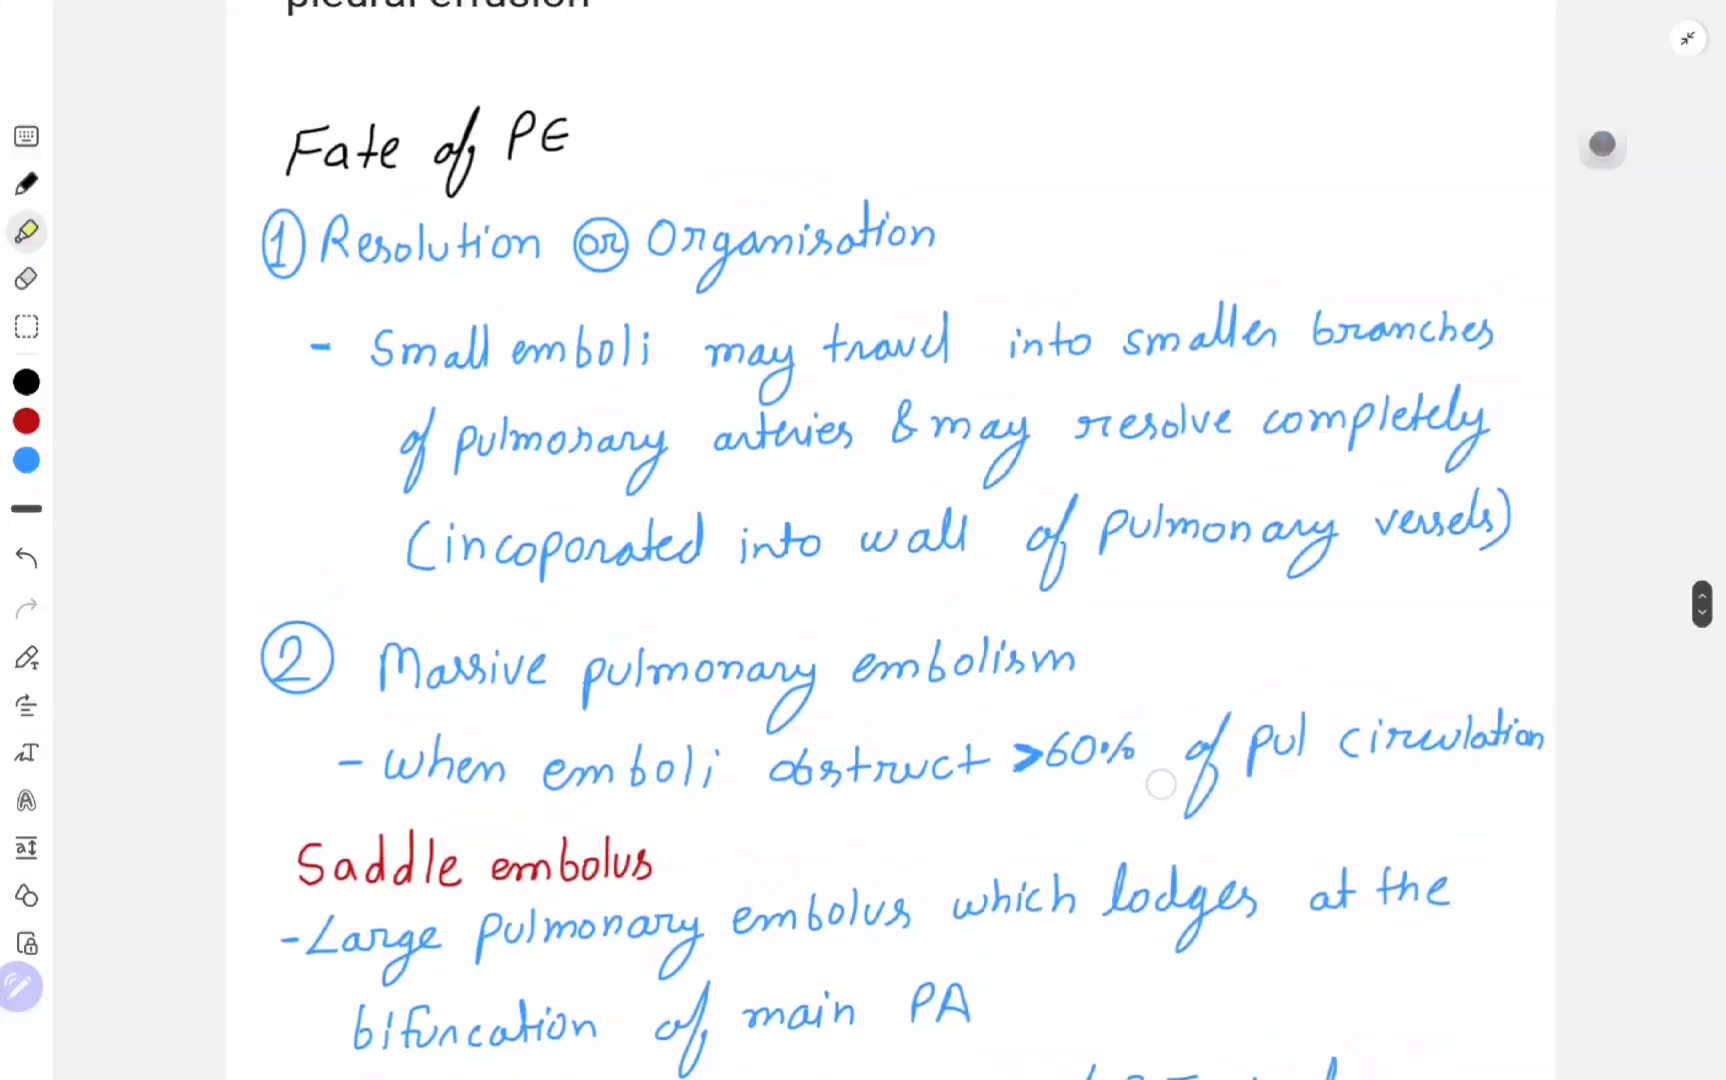 pleural effusion
Fate of PE
1 Resolution or Organisation
- Small emboli may travel into smaller branches
of pulmonary arteries & may resolve completely
(incoporated into wall of pulmonary vessels)
2 Massive pulmonary embolism
- when emboli obstruct >60% of pul circulation
Saddle embolus
- Large pulmonary embolus which lodges at the
bifurcation of main PA